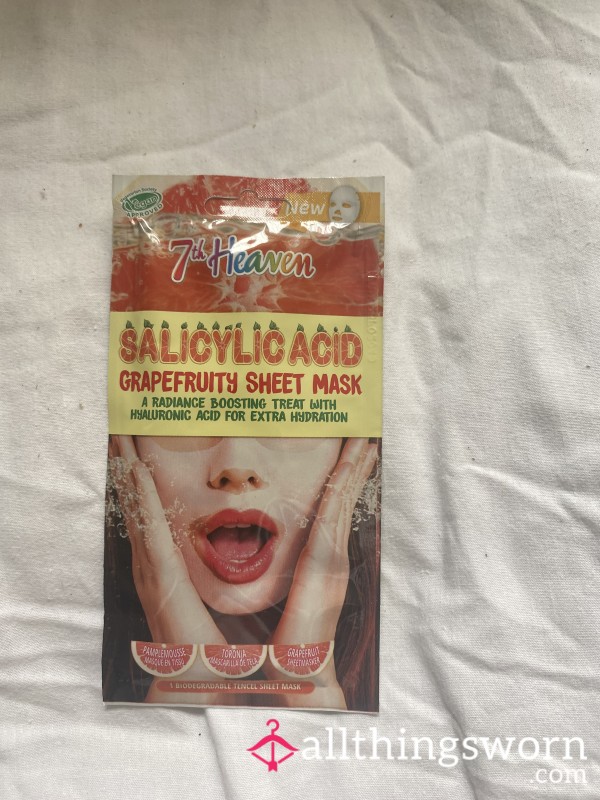 Vegan
APPROVED
New
7th Heaven
SALICYLIC ACID
GRAPEFRUITY SHEET MASK
A RADIANCE BOOSTING TREAT WITH
HYALURONIC ACID FOR EXTRA HYDRATION
PAMPLEMOUSSE
MASQUE EN TISSU
TORONJA
MASCARILLA DE TELA
GRAPEFRUIT
SHEETMASKER
1 BIODEGRADABLE TENCEL SHEET MASK
allthingsworn
.com